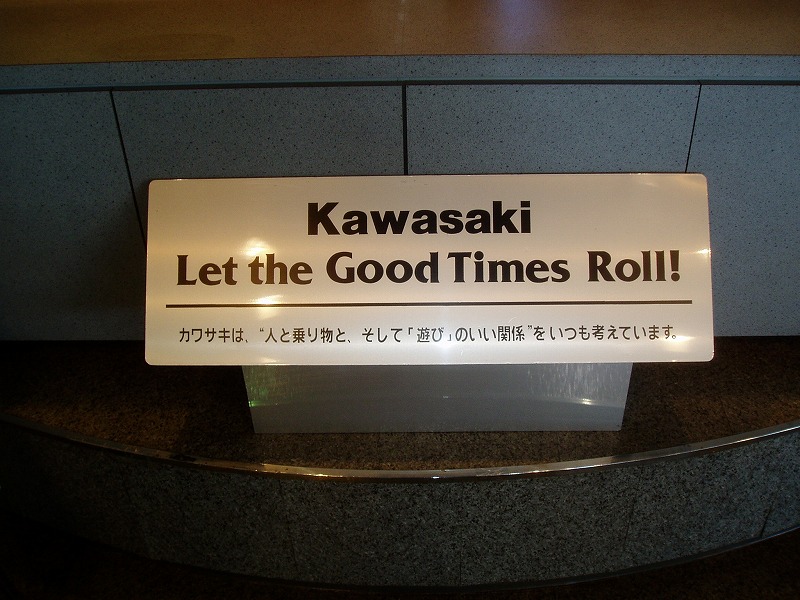 Kawasaki
Let the Good Times Roll!
カワサキは、“人と乗り物と、そして「遊び」のいい関係”をいつも考えています。